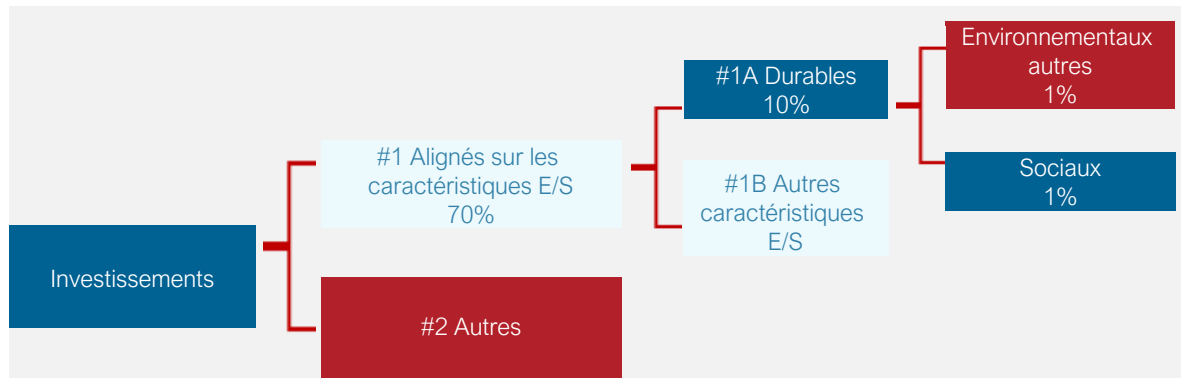 Investissements
#1 Alignés sur les
caractéristiques E/S
70%
#2 Autres
#1A Durables
10%
#1B Autres
caractéristiques
E/S
Environnementaux
autres
1%
Sociaux
1%